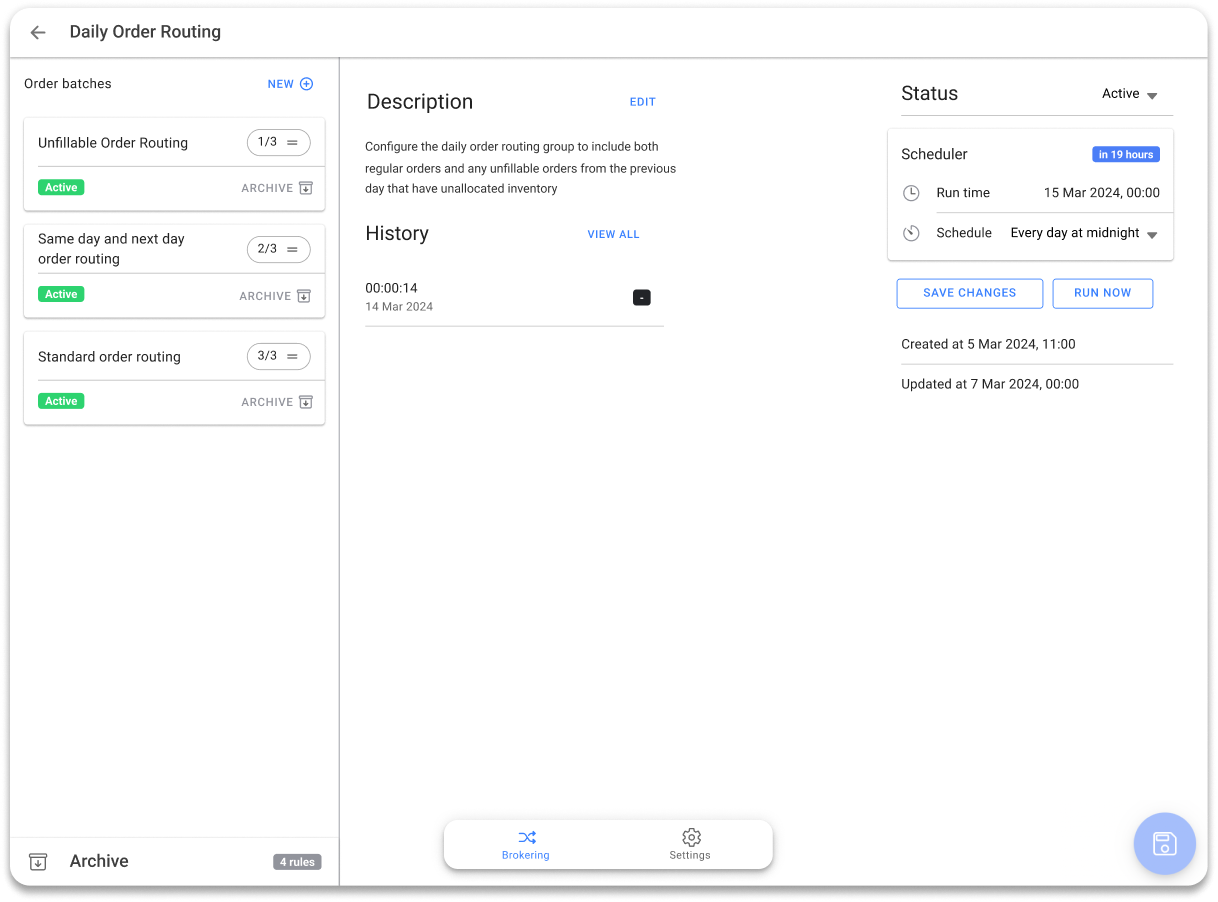 Daily Order Routing
Order batches
NEW
Unfillable Order Routing
1/3
Active
ARCHIVE
Same day and next day
order routing
2/3
Active
ARCHIVE
Standard order routing
3/3
Active
ARCHIVE
Archive
4 rules
Description
EDIT
Configure the daily order routing group to include both
regular orders and any unfillable orders from the previous
day that have unallocated inventory
History
VIEW ALL
00:00:14
14 Mar 2024
-
Status
Active
Scheduler
in 19 hours
Run time
15 Mar 2024, 00:00
Schedule
Every day at midnight
SAVE CHANGES
RUN NOW
Created at 5 Mar 2024, 11:00
Updated at 7 Mar 2024, 00:00
Brokering
Settings